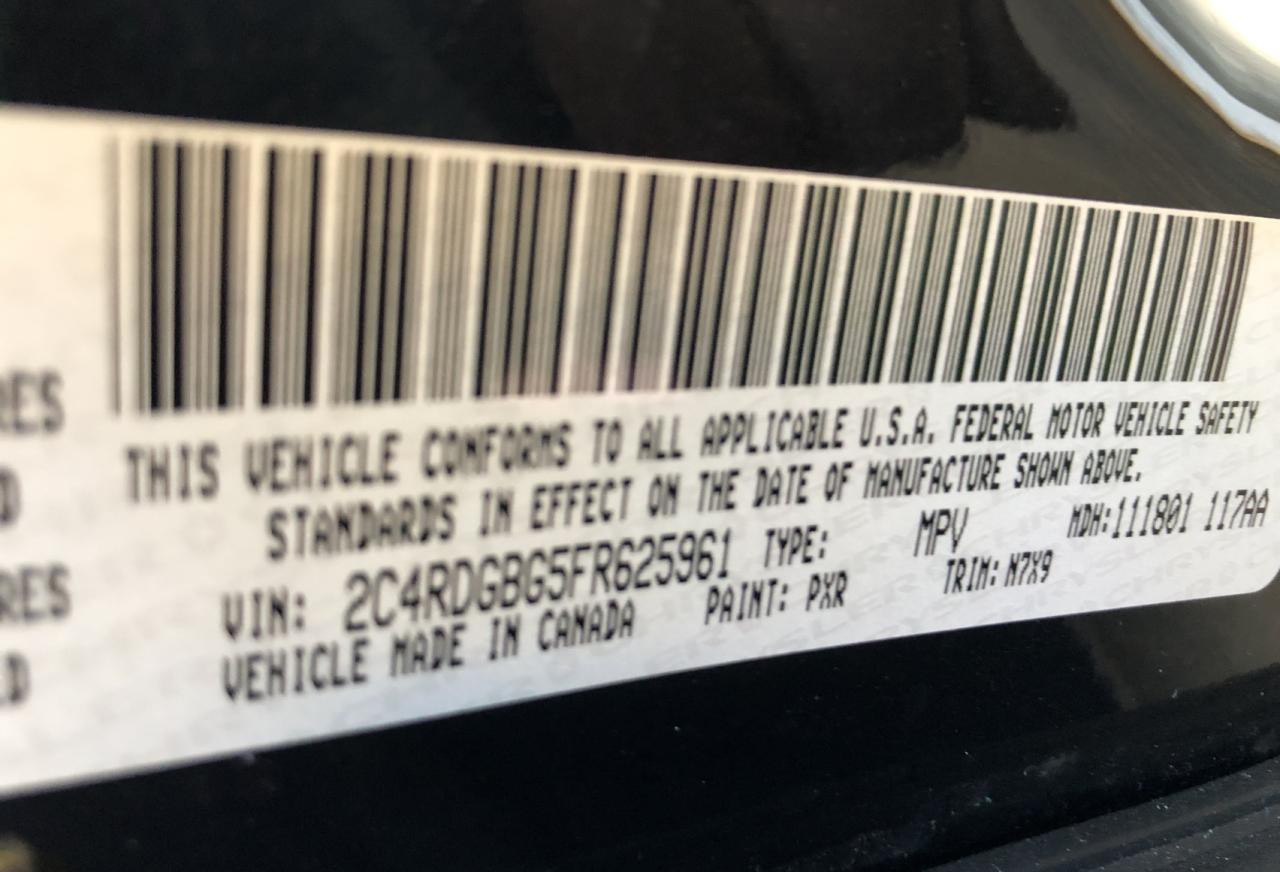 THIS VEHICLE CONFORMS TO ALL APPLICABLE U.S.A. FEDERAL MOTOR VEHICLE SAFETY
STANDARDS IN EFFECT ON THE DATE OF MANUFACTURE SHOWN ABOVE.
VIN: 2C4RDGBG5FR625961 TYPE: MPV MDH:111801 117AA
VEHICLE MADE IN CANADA PAINT: PXR TRIM: N7X9